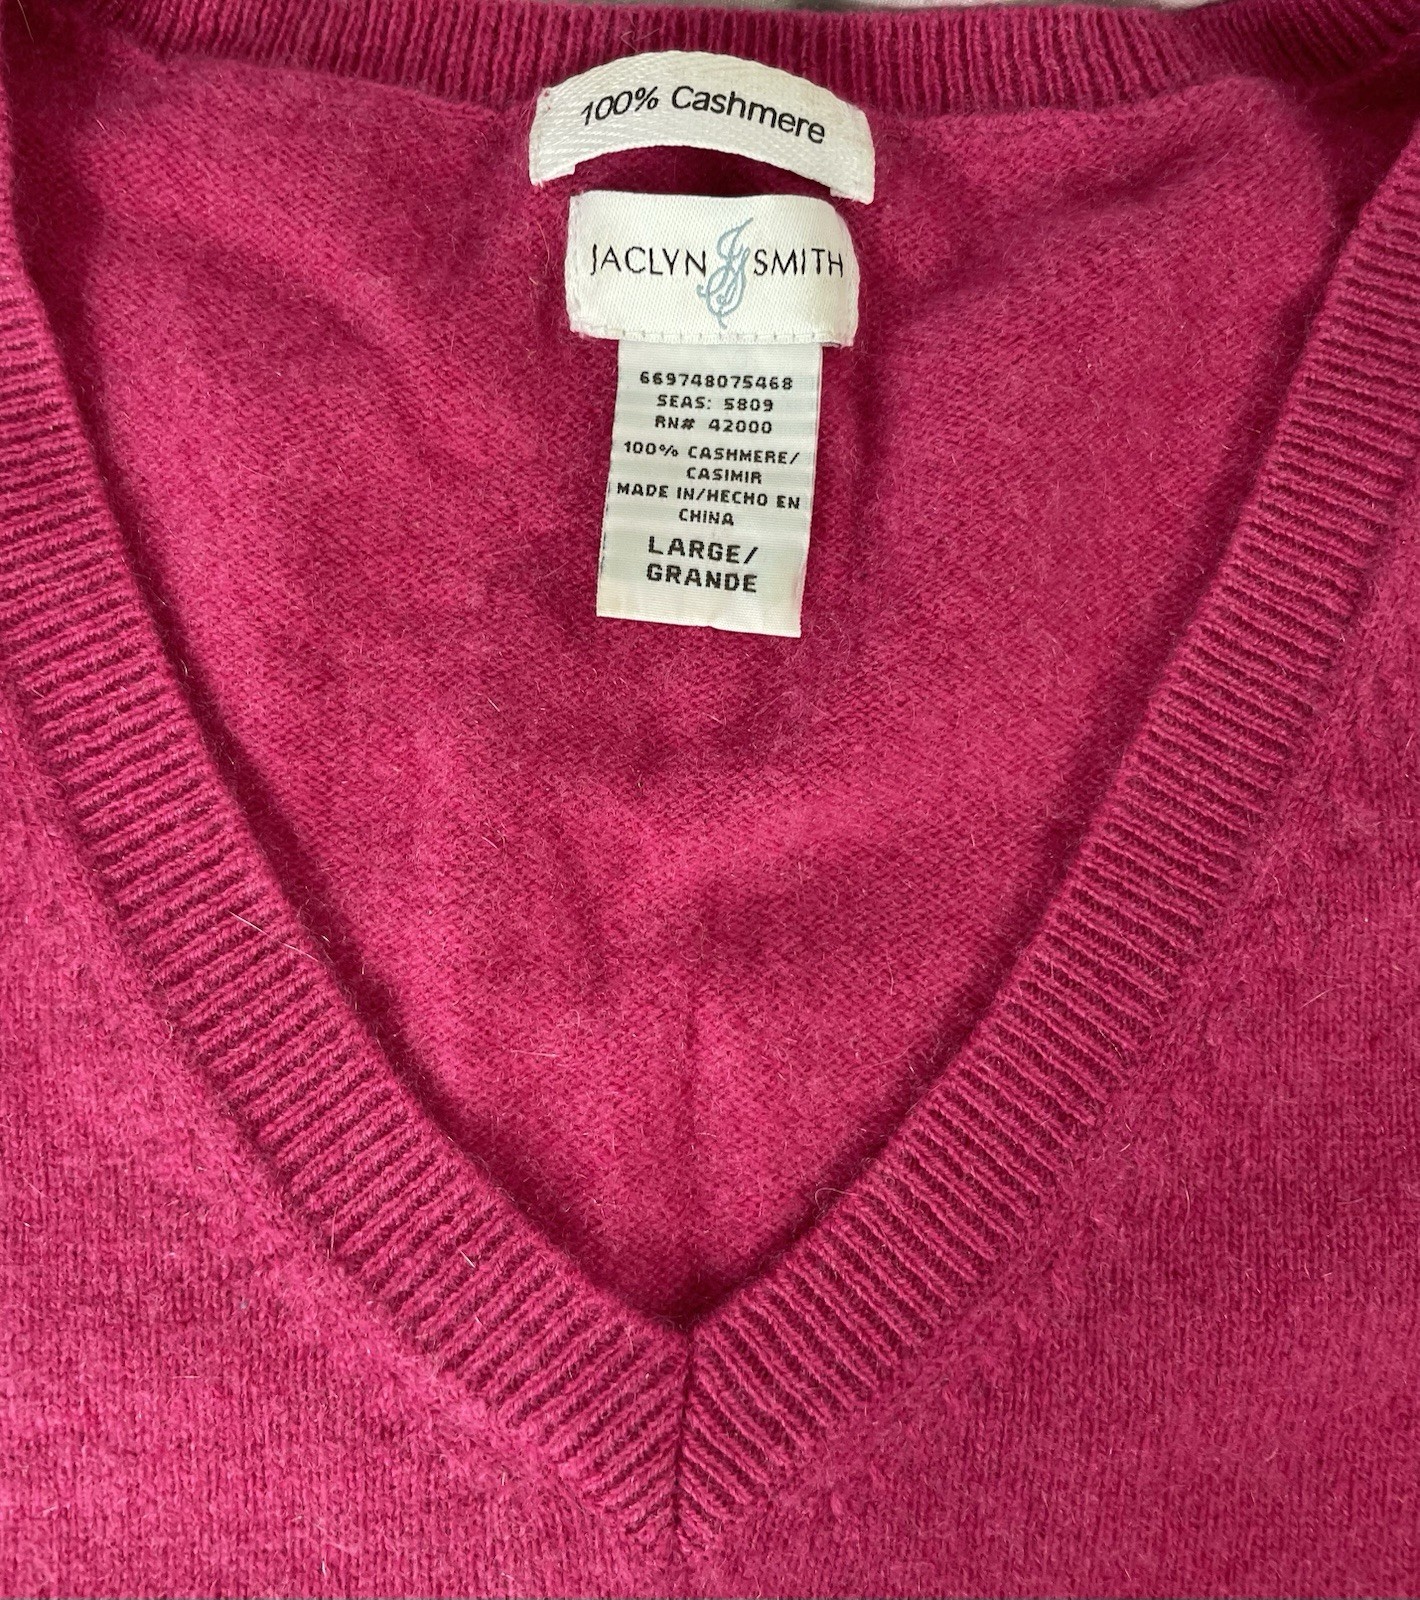 100% Cashmere
JACLYN JS SMITH
669748075468
SEAS: 5809
RN# 42000
100% CASHMERE/
CASIMIR
MADE IN/HECHO EN
CHINA
LARGE/
GRANDE